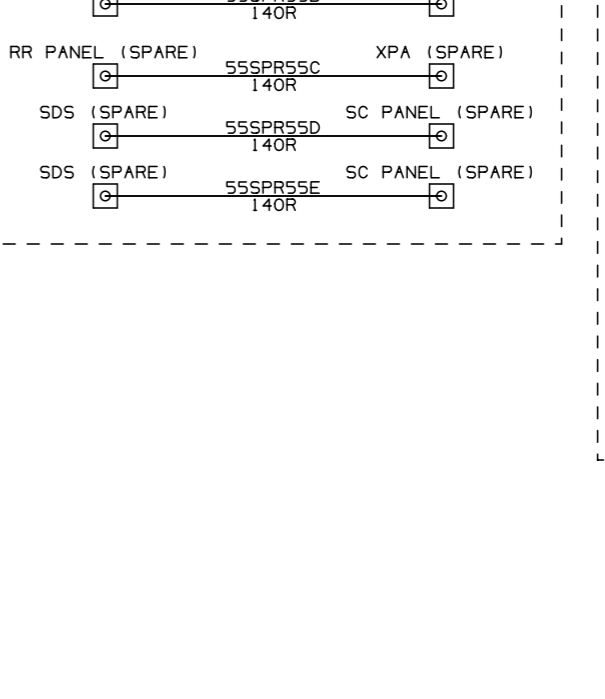 140R
RR PANEL (SPARE) XPA (SPARE)
55SPR55C
140R
SDS (SPARE) SC PANEL (SPARE)
55SPR55D
140R
SDS (SPARE) SC PANEL (SPARE)
55SPR55E
140R